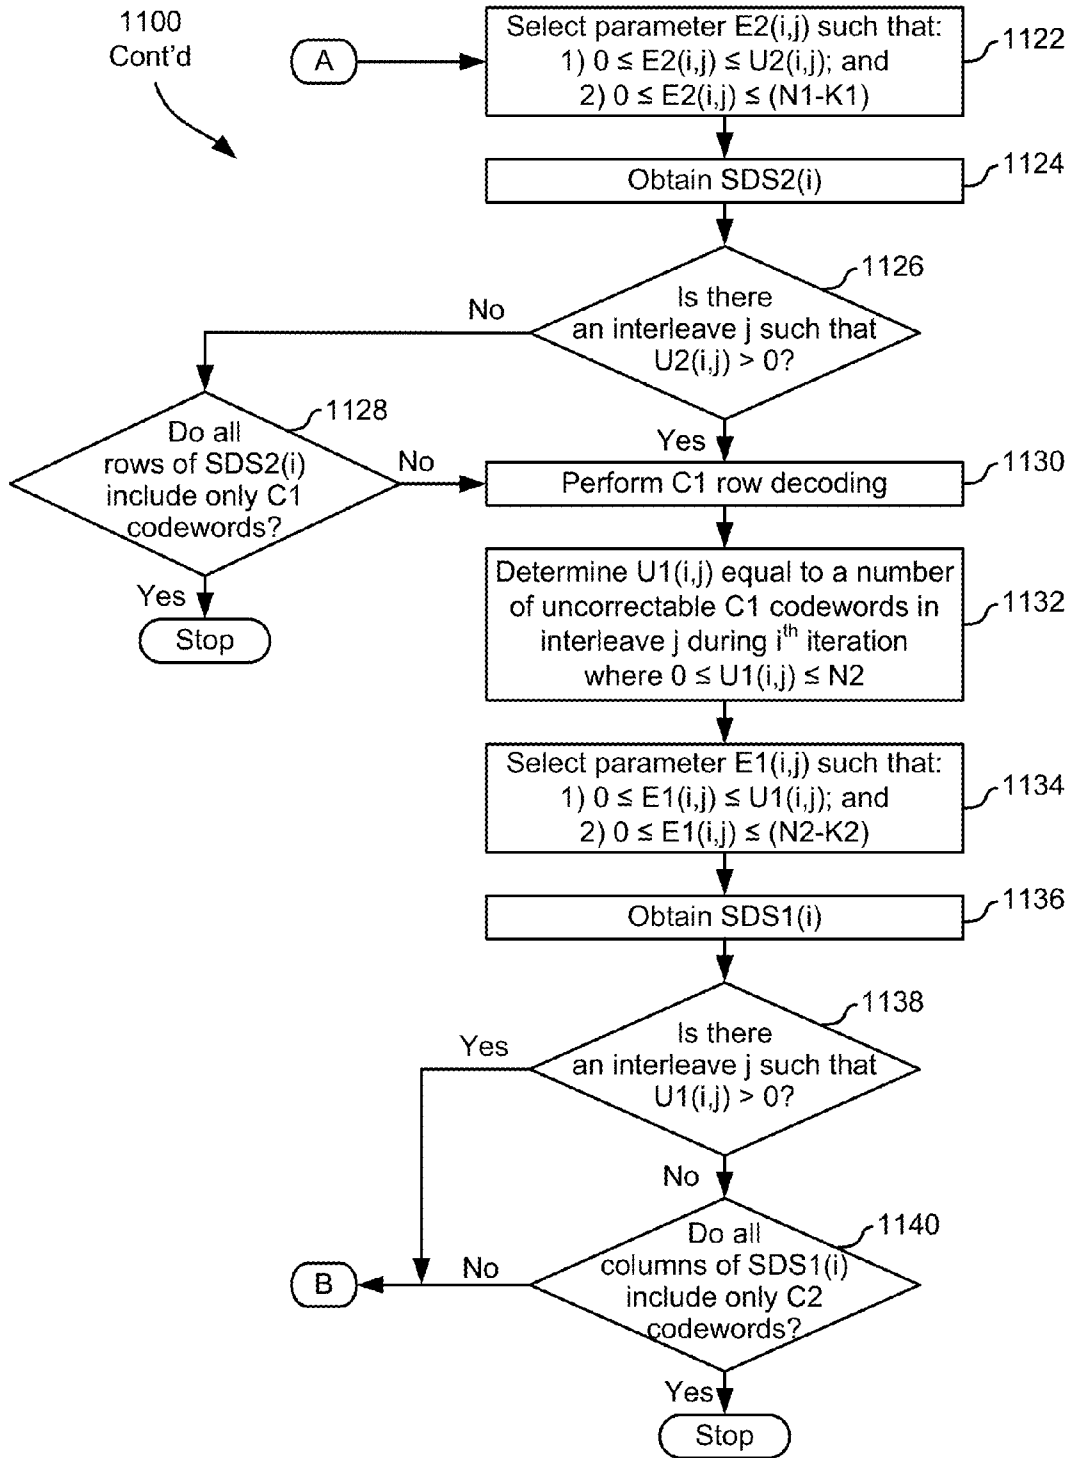 1100
Cont'd
A
Select parameter E2(i,j) such that:
1) 0 ≤ E2(i,j) ≤ U2(i,j); and
2) 0 ≤ E2(i,j) ≤ (N1-K1)
1122
Obtain SDS2(i)
1124
1126
Is there
an interleave j such that
U2(i,j) > 0?
No
Yes
1128
Do all
rows of SDS2(i)
include only C1
codewords?
No
Yes
Stop
Perform C1 row decoding
1130
Determine U1(i,j) equal to a number
of uncorrectable C1 codewords in
interleave j during ith iteration
where 0 ≤ U1(i,j) ≤ N2
1132
Select parameter E1(i,j) such that:
1) 0 ≤ E1(i,j) ≤ U1(i,j); and
2) 0 ≤ E1(i,j) ≤ (N2-K2)
1134
Obtain SDS1(i)
1136
1138
Is there
an interleave j such that
U1(i,j) > 0?
Yes
No
1140
Do all
columns of SDS1(i)
include only C2
codewords?
No
B
Yes
Stop